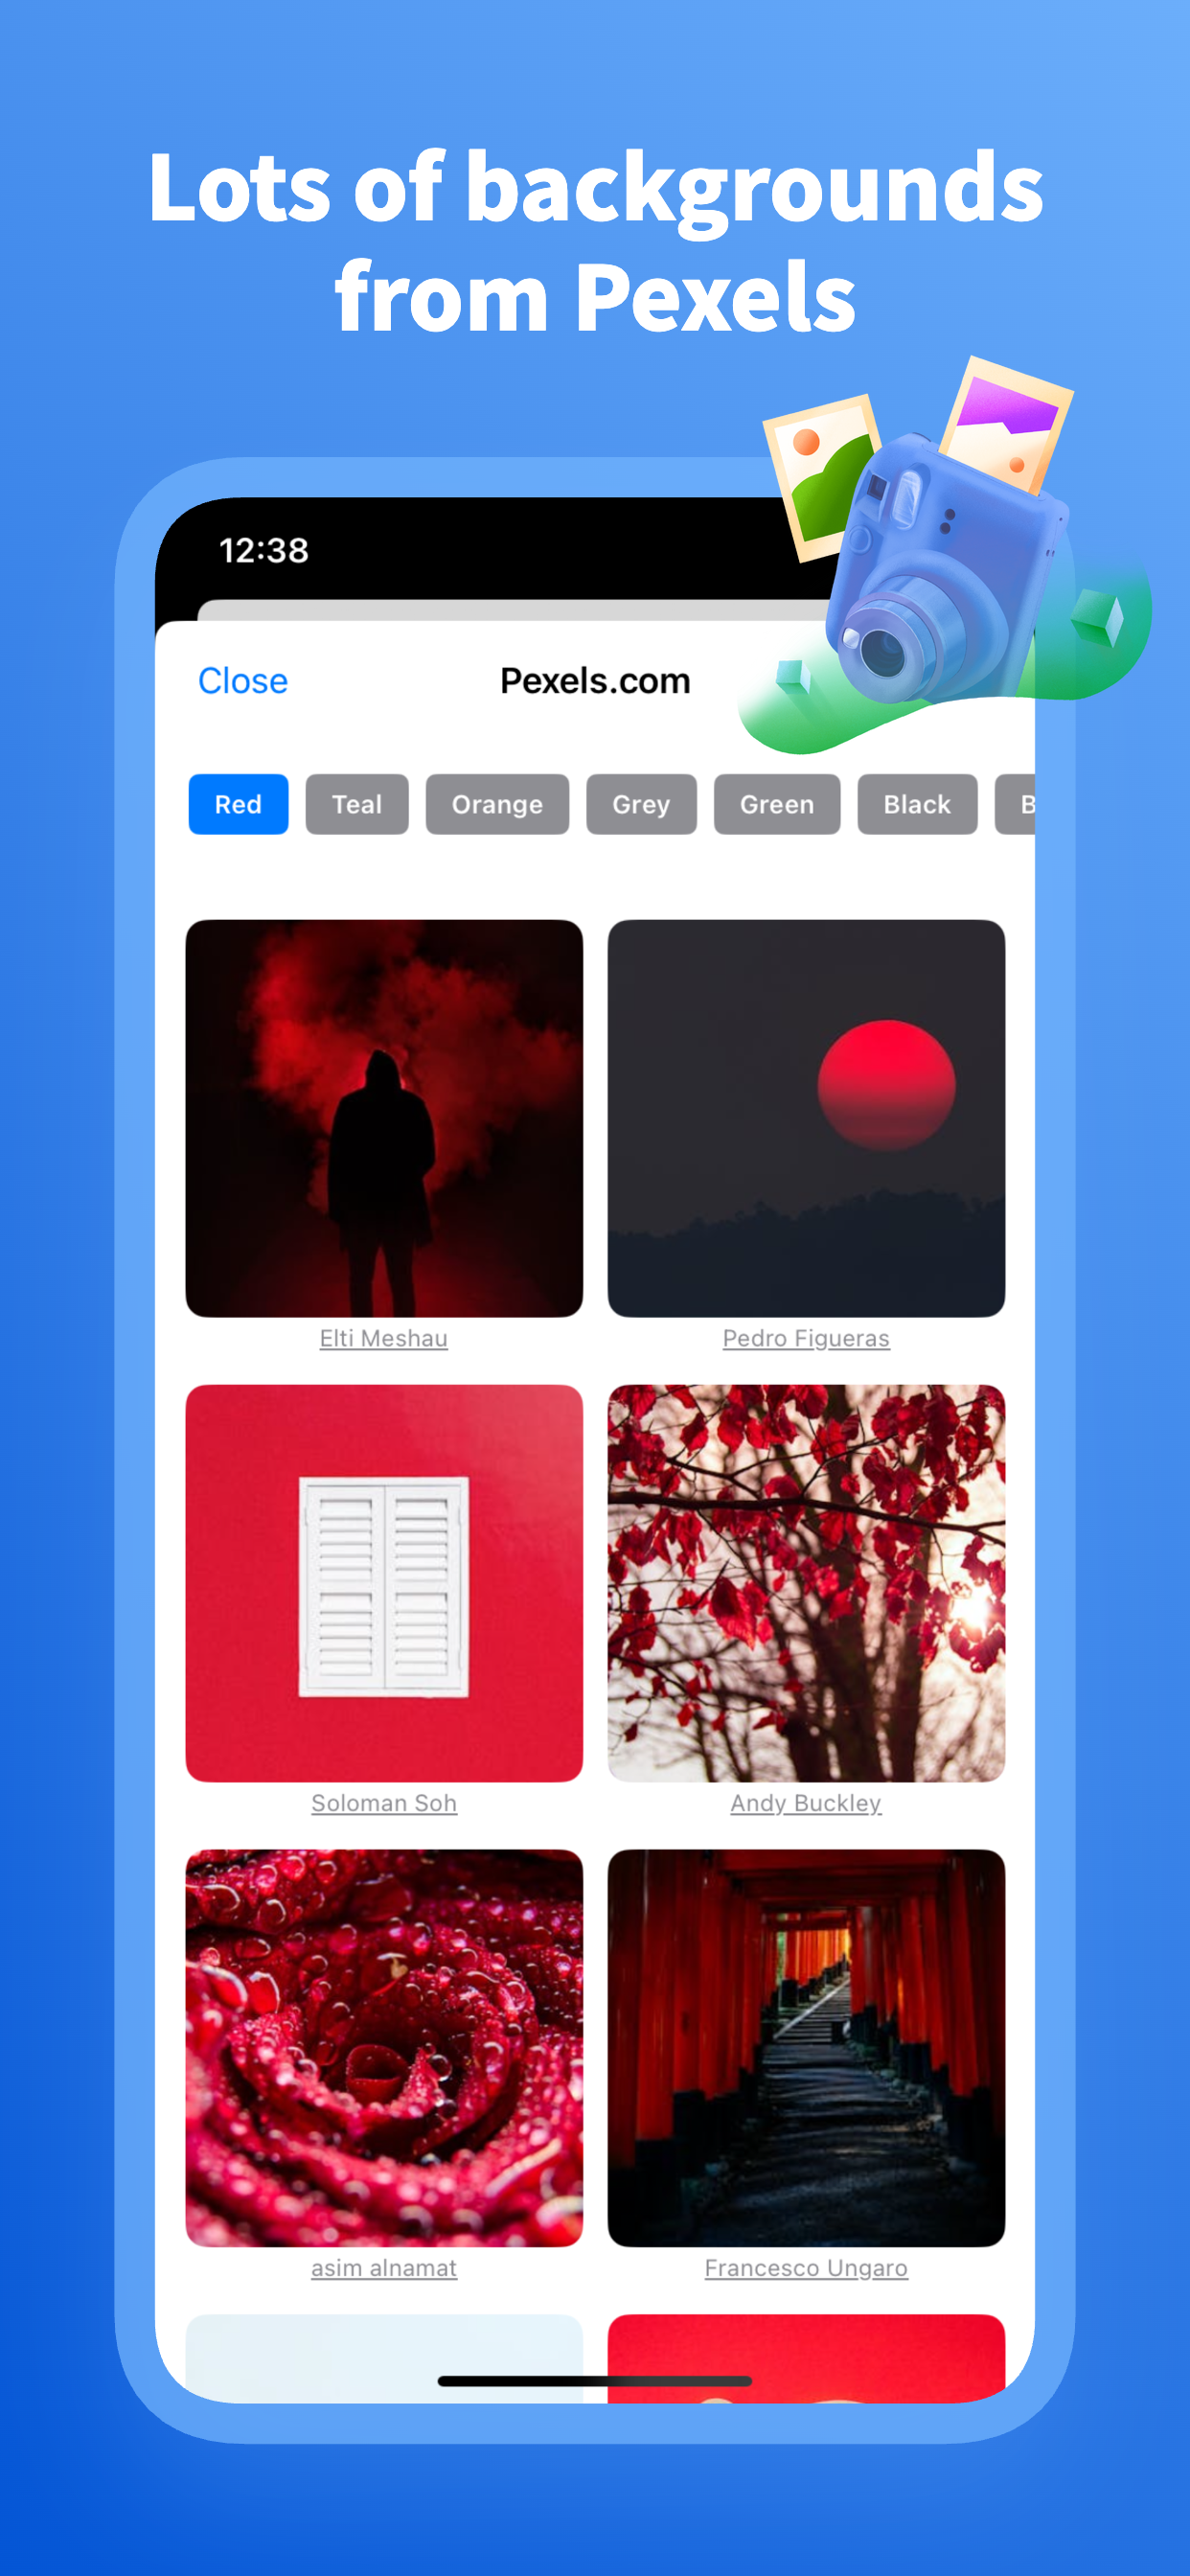 Lots of backgrounds
from Pexels
12:38
Close
Pexels.com
Red
Teal
Orange
Grey
Green
Black
B
Elti Meshau
Pedro Figueras
Soloman Soh
Andy Buckley
asim alnamat
Francesco Ungaro